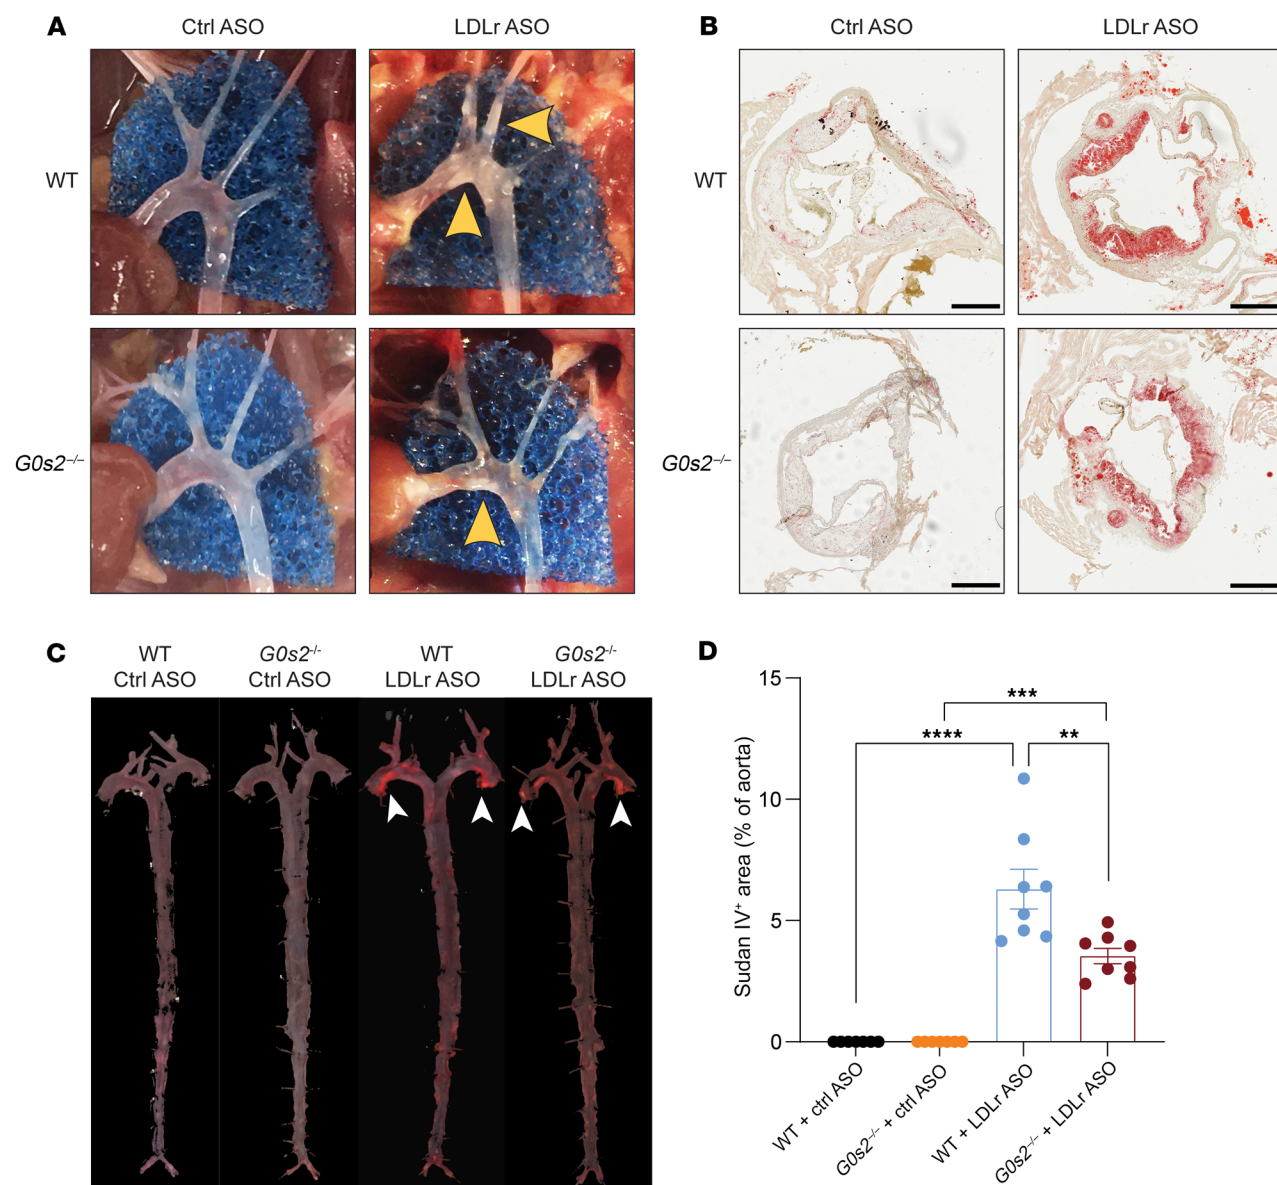 A
Ctrl ASO
LDLr ASO
WT
G0s2⁻/⁻
B
Ctrl ASO
LDLr ASO
WT
G0s2⁻/⁻
C
WT
Ctrl ASO
G0s2⁻/⁻
Ctrl ASO
WT
LDLr ASO
G0s2⁻/⁻
LDLr ASO
D
Sudan IV⁺ area (% of aorta)
15
10
5
0
***
****
**
WT + ctrl ASO
G0s2⁻/⁻ + ctrl ASO
WT + LDLr ASO
G0s2⁻/⁻ + LDLr ASO